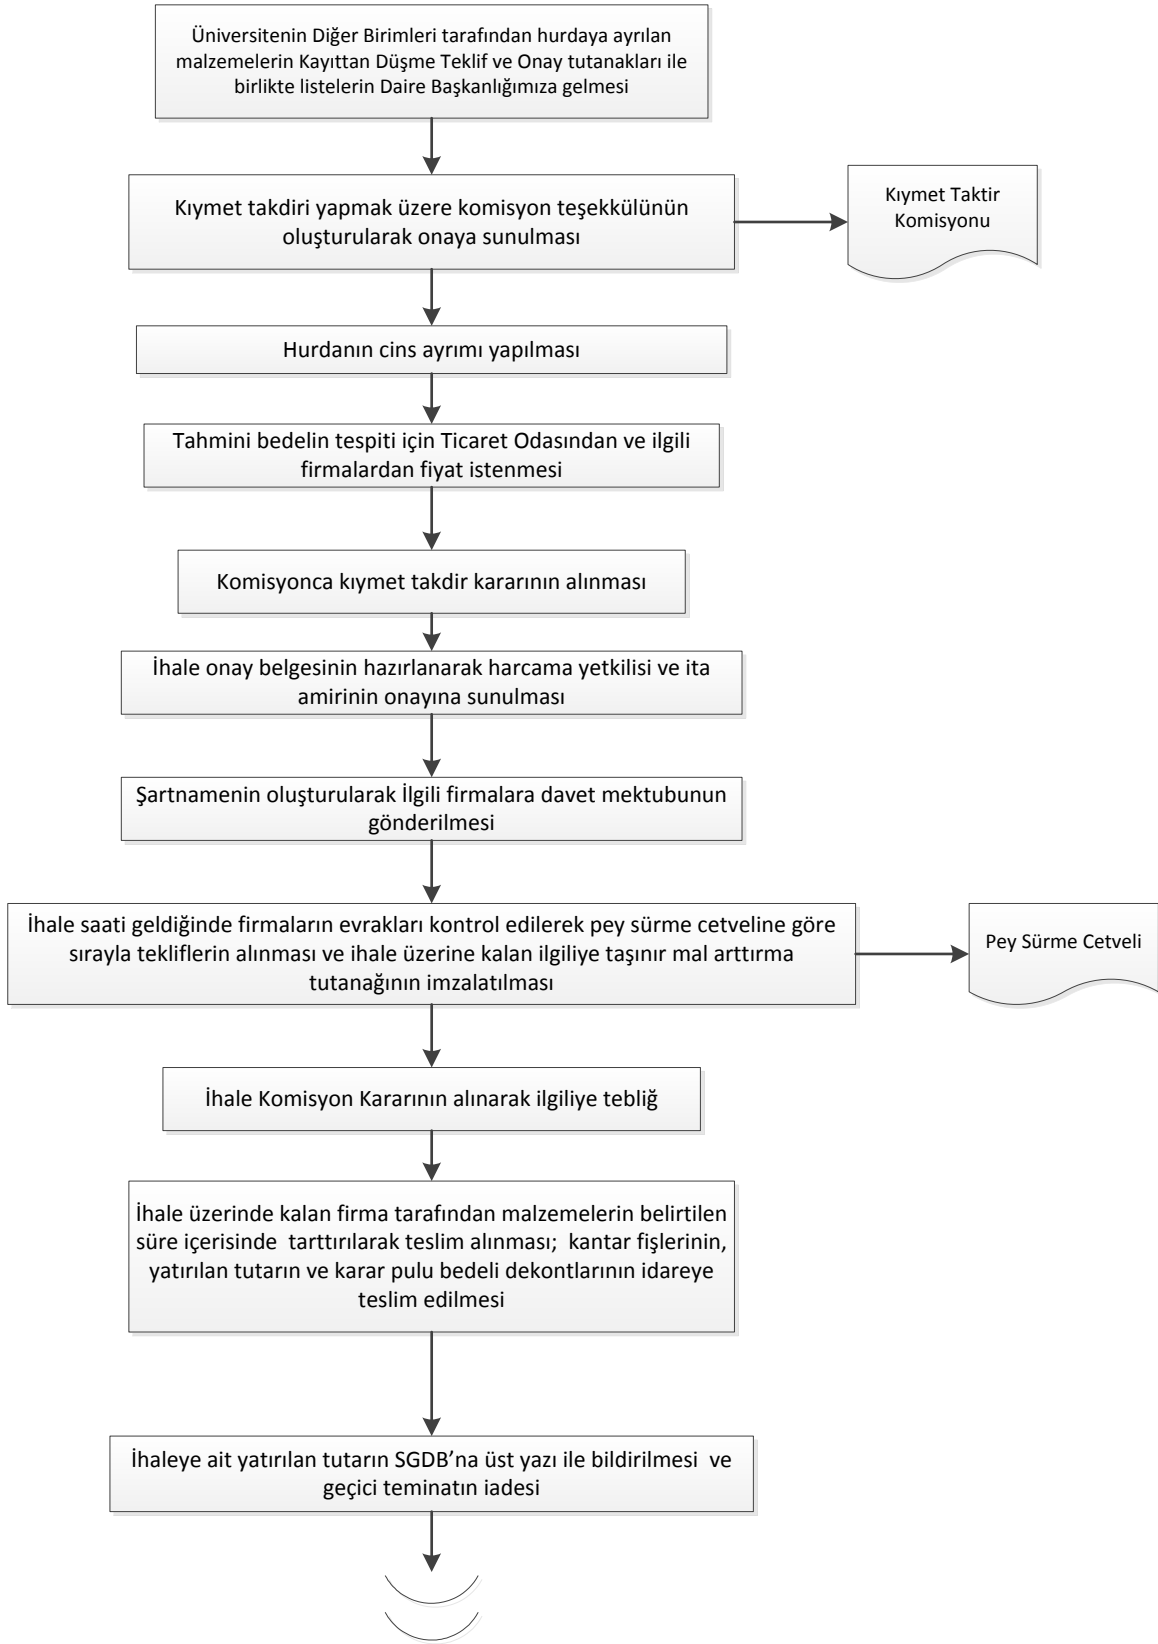 Üniversitenin Diğer Birimleri tarafından hurdaya ayrılan
malzemelerin Kayıttan Düşme Teklif ve Onay tutanakları ile
birlikte listelerin Daire Başkanlığımıza gelmesi
Kıymet takdiri yapmak üzere komisyon teşekkülünün
oluşturularak onaya sunulması
Kıymet Taktir
Komisyonu
Hurdanın cins ayrımı yapılması
Tahmini bedelin tespiti için Ticaret Odasından ve ilgili
firmalardan fiyat istenmesi
Komisyonca kıymet takdir kararının alınması
İhale onay belgesinin hazırlanarak harcama yetkilisi ve ita
amirinin onayına sunulması
Şartnamenin oluşturularak İlgili firmalara davet mektubunun
gönderilmesi
İhale saati geldiğinde firmaların evrakları kontrol edilerek pey sürme cetveline göre
sırayla tekliflerin alınması ve ihale üzerine kalan ilgiliye taşınır mal arttırma
tutanağının imzalatılması
Pey Sürme Cetveli
İhale Komisyon Kararının alınarak ilgiliye tebliğ
İhale üzerinde kalan firma tarafından malzemelerin belirtilen
süre içerisinde  tarttırılarak teslim alınması;  kantar fişlerinin,
yatırılan tutarın ve karar pulu bedeli dekontlarının idareye
teslim edilmesi
İhaleye ait yatırılan tutarın SGDB’na üst yazı ile bildirilmesi  ve
geçici teminatın iadesi